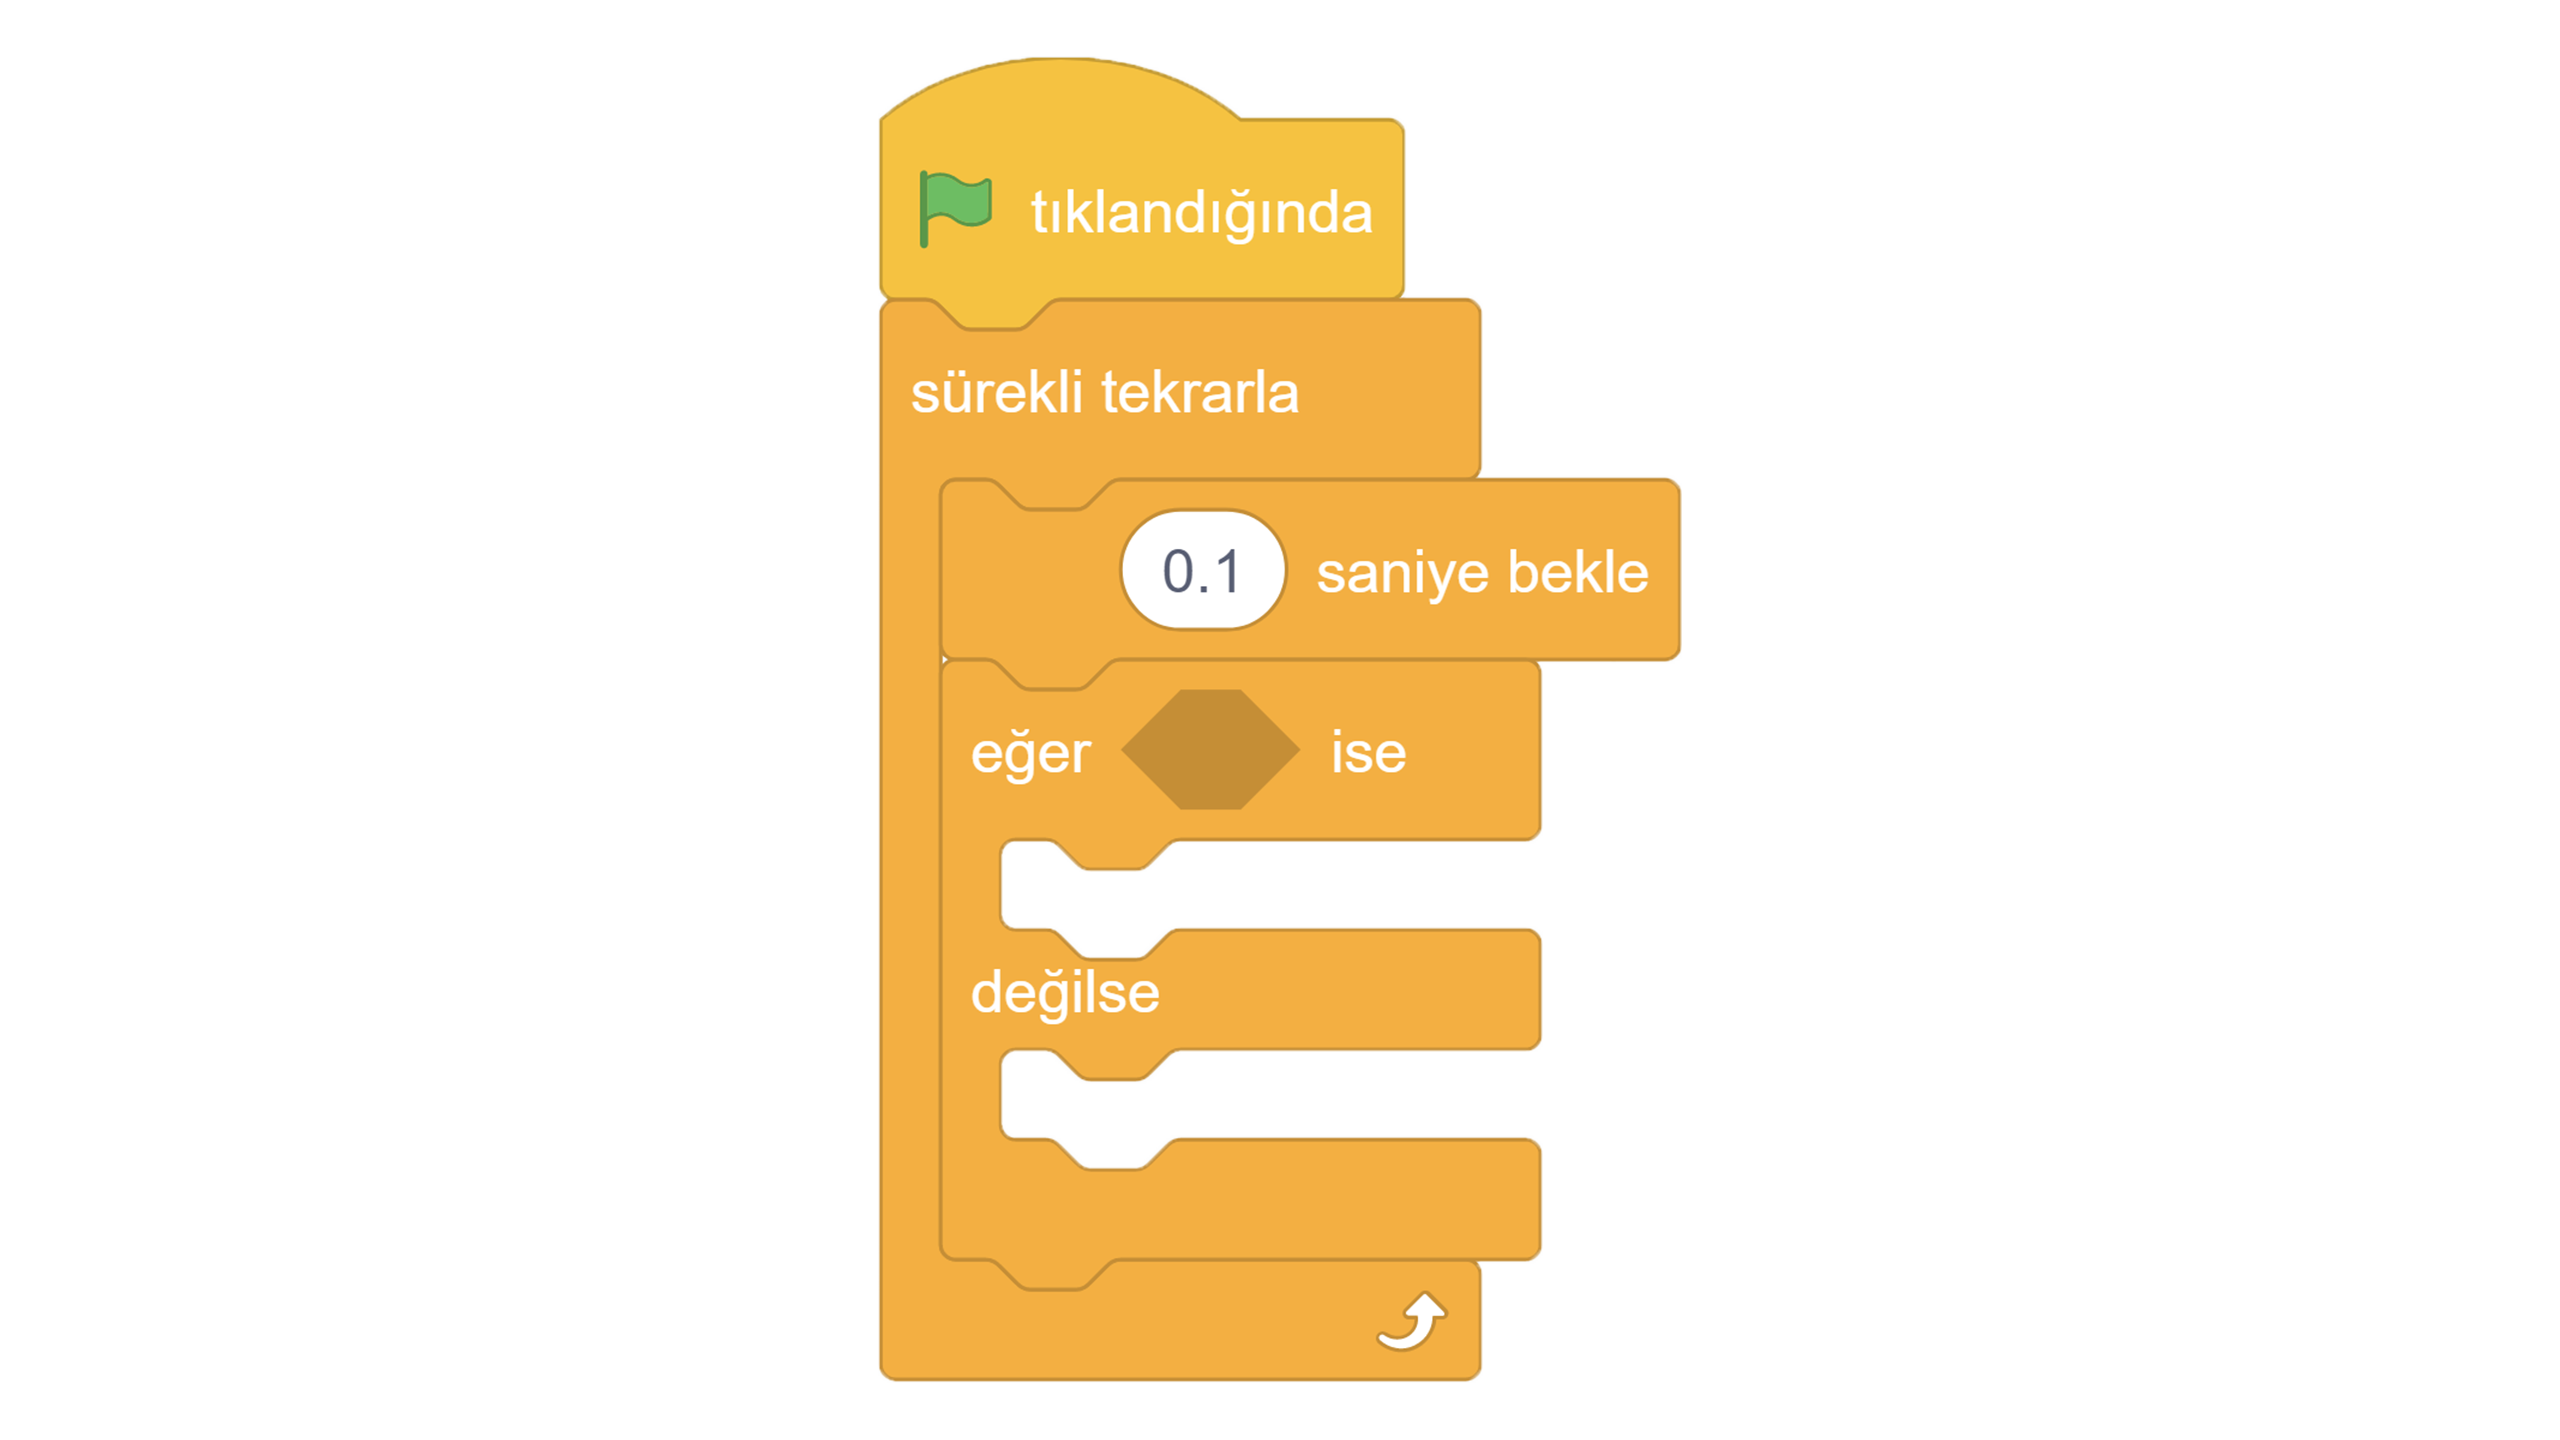 tıklandığında
sürekli tekrarla
0.1 saniye bekle
eğer ise
değilse